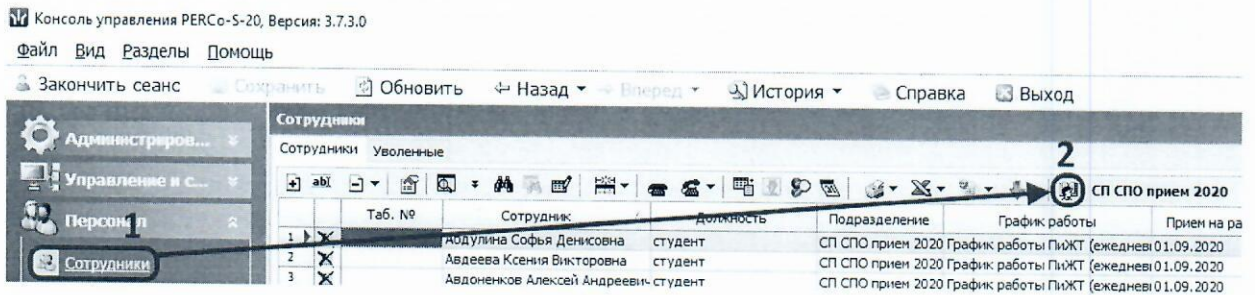 Консоль управления PERCo-S-20, Версия: 3.7.3.0
Файл Вид Разделы Помощь
Закончить сеанс Сохранить Обновить Назад Вперед История Справка Выход
Сотрудники
Администриров...
Сотрудники Уволенные
2
Управление и с...
abI СП СПО прием 2020
Персонал
1
Таб. № Сотрудник Должность Подразделение График работы Прием на ра
1 Абдулина Софья Денисовна студент СП СПО прием 2020 График работы ПиЖТ (ежеднев 01.09.2020
Сотрудники
2 Авдеева Ксения Викторовна студент СП СПО прием 2020 График работы ПиЖТ (ежеднев 01.09.2020
3 Авдоненков Алексей Андреевич студент СП СПО прием 2020 График работы ПиЖТ (ежеднев 01.09.2020